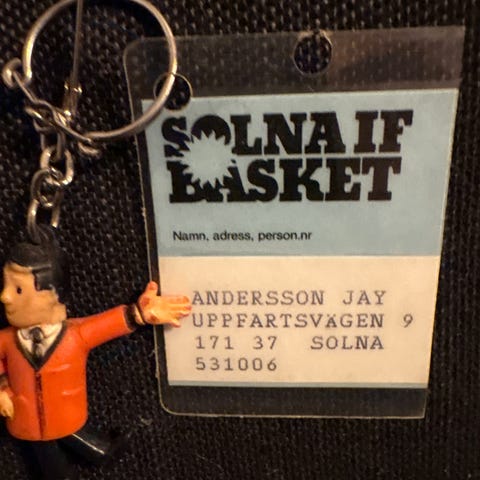 SOLNA IF
BASKET
Namn, adress, person.nr
ANDERSSON JAY
UPPFARTSVÄGEN 9
171 37 SOLNA
531006